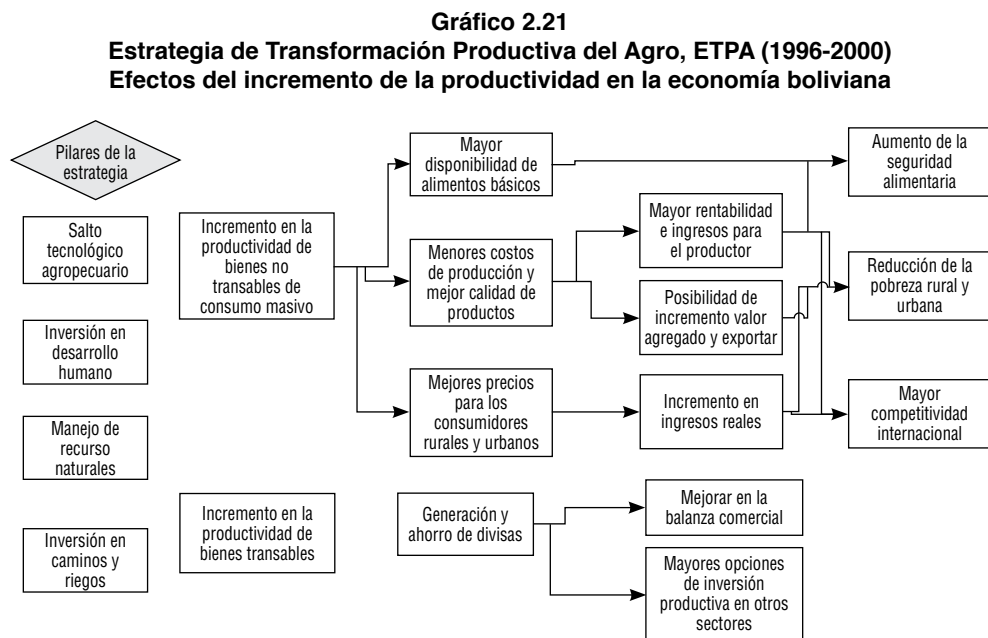 Gráfico 2.21
Estrategia de Transformación Productiva del Agro, ETPA (1996-2000)
Efectos del incremento de la productividad en la economía boliviana
Pilares de la
estrategia
Salto
tecnológico
agropecuario
Inversión en
desarrollo
humano
Manejo de
recurso
naturales
Inversión en
caminos y
riegos
Incremento en la
productividad de
bienes no
transables
de consumo masivo
Incremento en la
productividad de
bienes transables
Mayor
disponibilidad de
alimentos básicos
Menores costos
de producción y
mejor calidad de
productos
Mejores precios
para los
consumidores
rurales y urbanos
Generación y
ahorro de divisas
Mayor rentabilidad
e ingresos para
el productor
Posibilidad de
incremento valor
agregado y exportar
Incremento en
ingresos reales
Mejorar en la
balanza comercial
Mayores opciones
de inversión
productiva en otros
sectores
Aumento de la
seguridad
alimentaria
Reducción de la
pobreza rural y
urbana
Mayor
competitividad
internacional